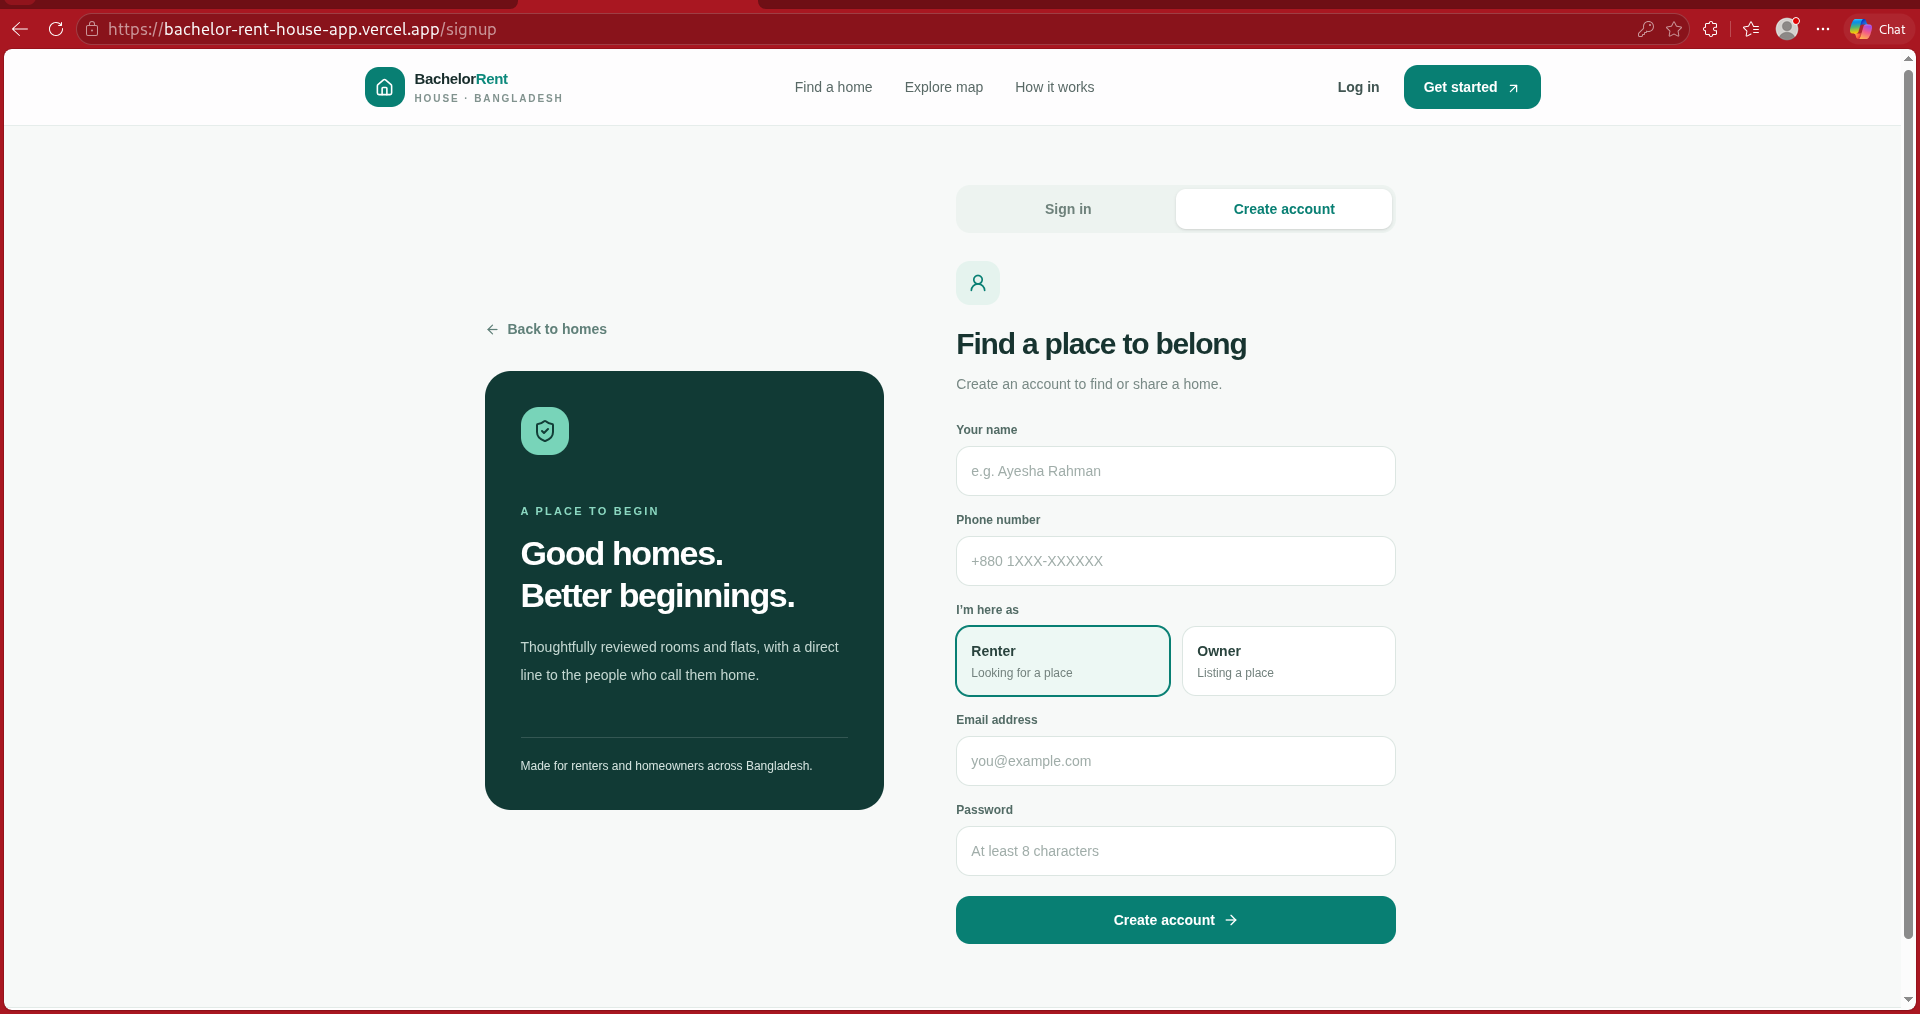 https://bachelor-rent-house-app.vercel.app/signup
Chat
BachelorRent
HOUSE · BANGLADESH
Find a home
Explore map
How it works
Log in
Get started
Sign in
Create account
Back to homes
A PLACE TO BEGIN
Good homes.
Better beginnings.
Thoughtfully reviewed rooms and flats, with a direct
line to the people who call them home.
Made for renters and homeowners across Bangladesh.
Find a place to belong
Create an account to find or share a home.
Your name
e.g. Ayesha Rahman
Phone number
+880 1XXX-XXXXXX
I'm here as
Renter
Looking for a place
Owner
Listing a place
Email address
you@example.com
Password
At least 8 characters
Create account